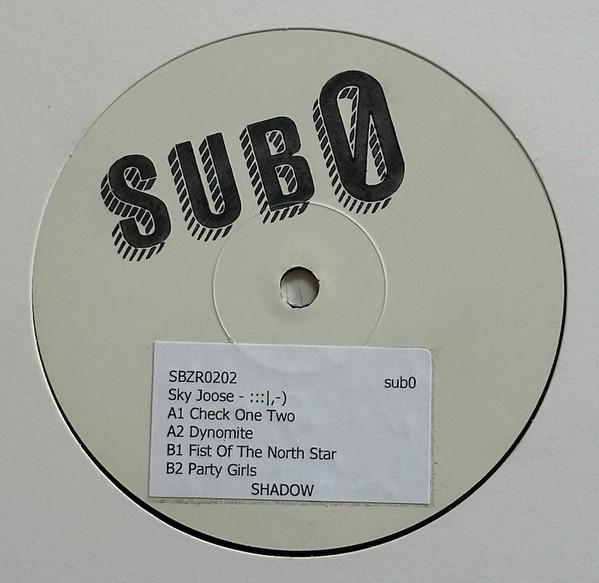 SUB0
SBZR0202 sub0
Sky Joose - :::|,-)
A1 Check One Two
A2 Dynomite
B1 Fist Of The North Star
B2 Party Girls
SHADOW